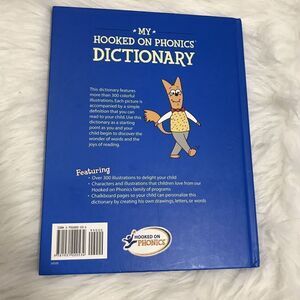 MY
HOOKED ON PHONICS
DICTIONARY
This dictionary features
more than 300 colorful
illustrations. Each picture is
accompanied by a simple
definition that you can
read to your child. Use this
dictionary as a starting
point as you and your
child begin to discover the
wonder of words and
the joys of reading.
Featuring
• Over 300 illustrations to delight your child
• Characters and illustrations that children love from our
Hooked on Phonics family of programs
• Chalkboard pages so your child can personalize this
dictionary by creating his own drawings, letters, or words
HOOKED ON
PHONICS